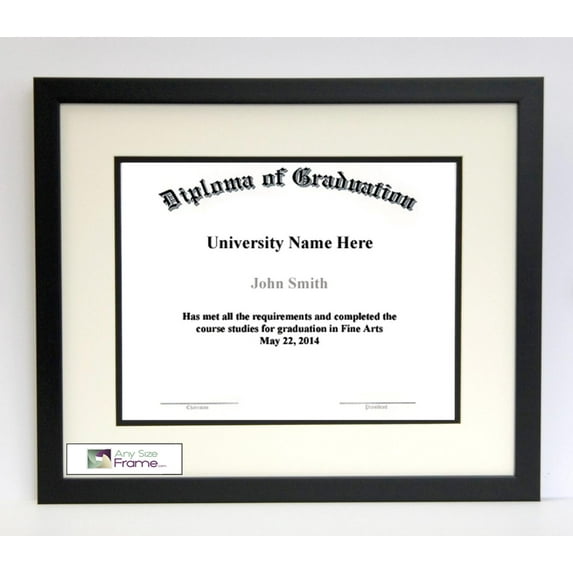 Diploma of Graduation
University Name Here
John Smith
Has met all the requirements and completed the
course studies for graduation in Fine Arts
May 22, 2014
Chairman President
Any Size
Frame.com